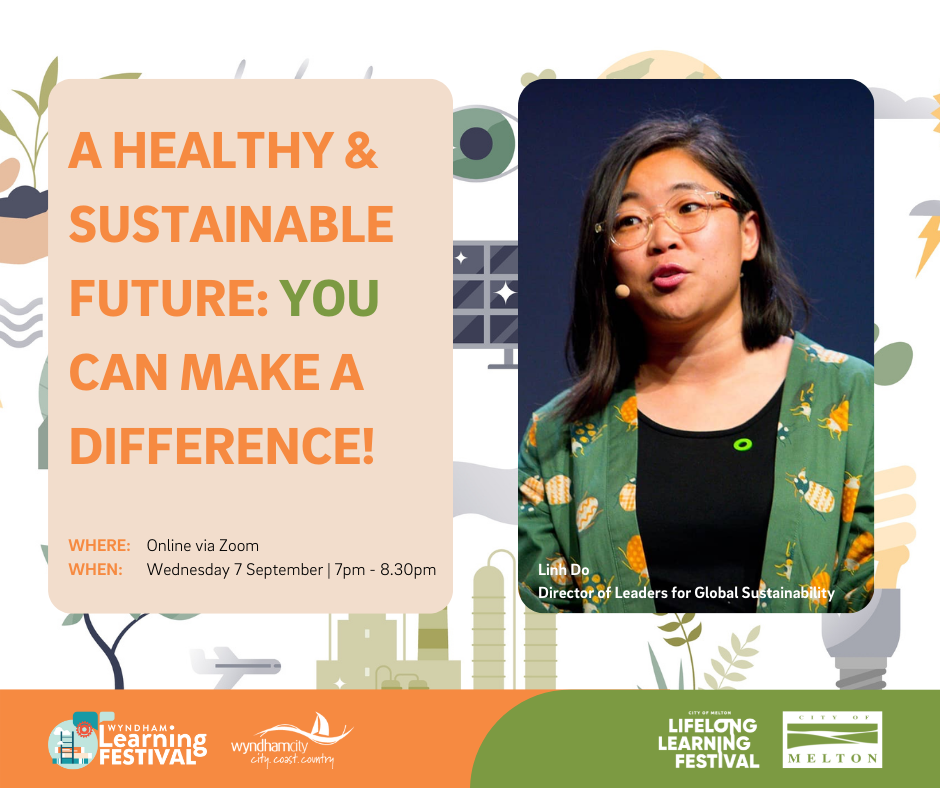 A HEALTHY &
SUSTAINABLE
FUTURE: YOU
CAN MAKE A
DIFFERENCE!
WHERE: Online via Zoom
WHEN: Wednesday 7 September | 7pm - 8.30pm
Linh Do
Director of Leaders for Global Sustainability
WYNDHAM
Learning
FESTIVAL
wyndhamcity
city. coast. country
CITY OF MELTON
LIFELONG
LEARNING
FESTIVAL
CITY OF
MELTON